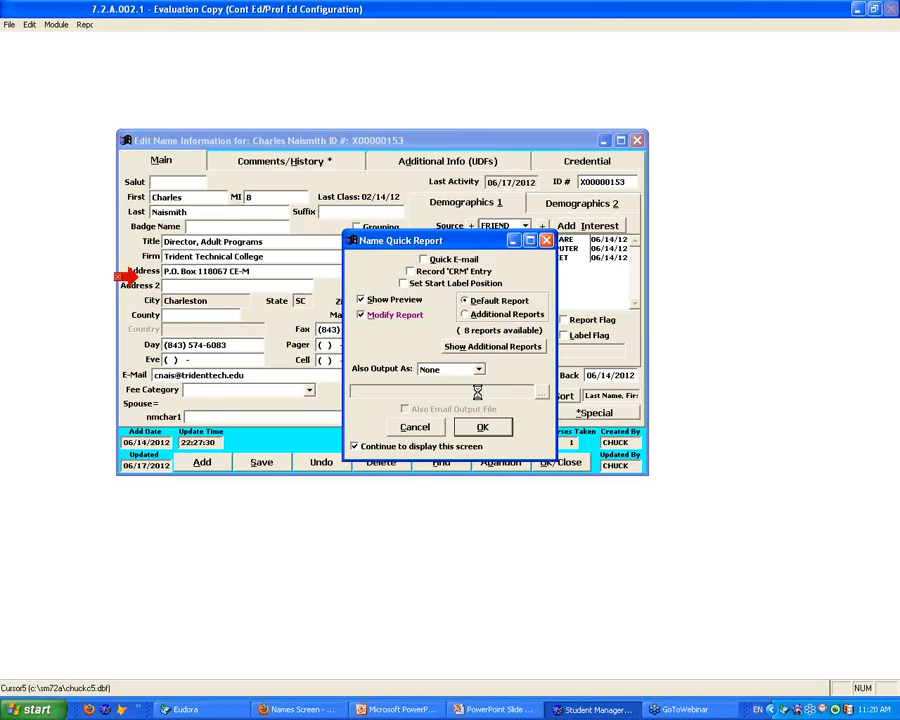 7.2.A.002.1 - Evaluation Copy (Cont Ed/Prof Ed Configuration)
File Edit Module Repc
Edit Name Information for: Charles Naismith ID #: X00000153
Main Comments/History * Additional Info (UDFs) Credential
Salut Last Activity 06/17/2012 ID # X00000153
First Charles MI B Last Class: 02/14/12 Demographics 1 Demographics 2
Last Naismith Suffix
Badge Name Grouping Source + FRIEND Add Interest
Title Director, Adult Programs
Firm Trident Technical College
Address P.O. Box 118067 CE-M
Address 2
City Charleston State SC
County
Country Fax (843)
Day (843) 574-6083 Pager ( ) -
Eve ( ) - Cell ( ) -
E-Mail cnais@tridenttech.edu
Fee Category
Spouse=
nmchar1
ARE 06/14/12
PUTER 06/14/12
CET 06/14/12
Report Flag
Label Flag
Back 06/14/2012
ort Last Name, Firs
*Special
Name Quick Report
Quick E-mail
Record 'CRM' Entry
Set Start Label Position
Show Preview Default Report
Modify Report Additional Reports
( 8 reports available)
Show Additional Reports
Also Output As: None
...
Also Email Output File
Cancel OK
Continue to display this screen
Add Date Update Time rses Taken Created By
06/14/2012 22:27:30 1 CHUCK
Updated Updated By
06/17/2012 Add Save Undo Delete Find Abandon OK/Close CHUCK
Cursor5 (c:\sm72a\chuckc5.dbf) NUM
start Eudora Names Screen - ... Microsoft PowerP... PowerPoint Slide ... Student Manager... GoToWebinar EN 11:20 AM